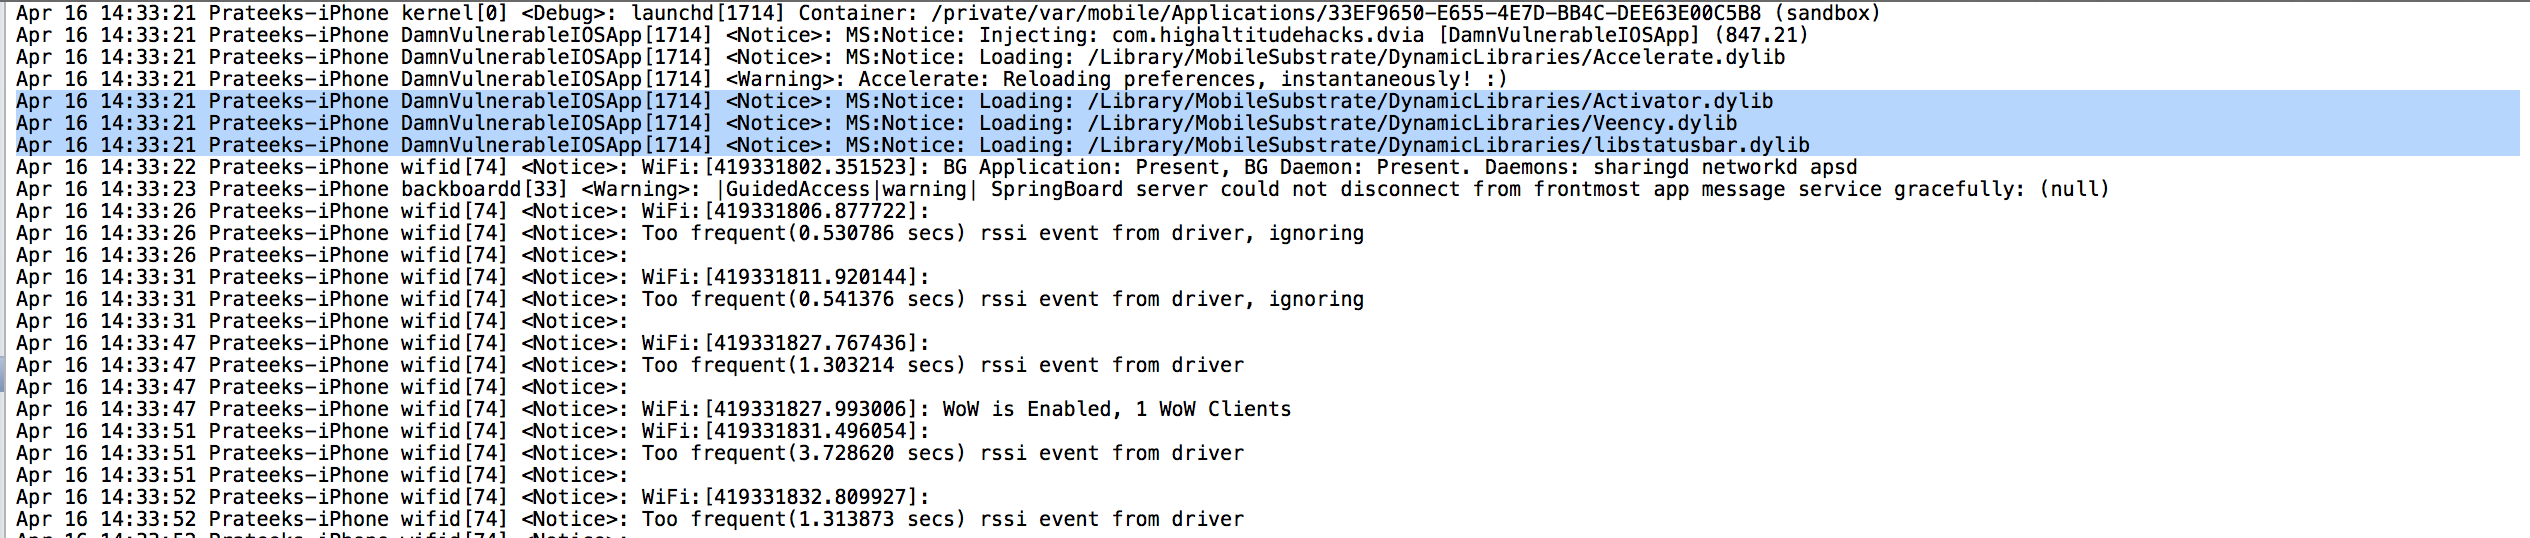 Apr 16 14:33:21 Prateeks-iPhone kernel[0] <Debug>: launchd[1714] Container: /private/var/mobile/Applications/33EF9650-E655-4E7D-BB4C-DEE63E00C5B8 (sandbox)
Apr 16 14:33:21 Prateeks-iPhone DamnVulnerableIOSApp[1714] <Notice>: MS:Notice: Injecting: com.highaltitudehacks.dvia [DamnVulnerableIOSApp] (847.21)
Apr 16 14:33:21 Prateeks-iPhone DamnVulnerableIOSApp[1714] <Notice>: MS:Notice: Loading: /Library/MobileSubstrate/DynamicLibraries/Accelerate.dylib
Apr 16 14:33:21 Prateeks-iPhone DamnVulnerableIOSApp[1714] <Warning>: Accelerate: Reloading preferences, instantaneously! :)
Apr 16 14:33:21 Prateeks-iPhone DamnVulnerableIOSApp[1714] <Notice>: MS:Notice: Loading: /Library/MobileSubstrate/DynamicLibraries/Activator.dylib
Apr 16 14:33:21 Prateeks-iPhone DamnVulnerableIOSApp[1714] <Notice>: MS:Notice: Loading: /Library/MobileSubstrate/DynamicLibraries/Veency.dylib
Apr 16 14:33:21 Prateeks-iPhone DamnVulnerableIOSApp[1714] <Notice>: MS:Notice: Loading: /Library/MobileSubstrate/DynamicLibraries/libstatusbar.dylib
Apr 16 14:33:22 Prateeks-iPhone wifid[74] <Notice>: WiFi:[419331802.351523]: BG Application: Present, BG Daemon: Present. Daemons: sharingd networkd apsd
Apr 16 14:33:23 Prateeks-iPhone backboardd[33] <Warning>: |GuidedAccess|warning| SpringBoard server could not disconnect from frontmost app message service gracefully: (null)
Apr 16 14:33:26 Prateeks-iPhone wifid[74] <Notice>: WiFi:[419331806.877722]:
Apr 16 14:33:26 Prateeks-iPhone wifid[74] <Notice>: Too frequent(0.530786 secs) rssi event from driver, ignoring
Apr 16 14:33:26 Prateeks-iPhone wifid[74] <Notice>:
Apr 16 14:33:31 Prateeks-iPhone wifid[74] <Notice>: WiFi:[419331811.920144]:
Apr 16 14:33:31 Prateeks-iPhone wifid[74] <Notice>: Too frequent(0.541376 secs) rssi event from driver, ignoring
Apr 16 14:33:31 Prateeks-iPhone wifid[74] <Notice>:
Apr 16 14:33:47 Prateeks-iPhone wifid[74] <Notice>: WiFi:[419331827.767436]:
Apr 16 14:33:47 Prateeks-iPhone wifid[74] <Notice>: Too frequent(1.303214 secs) rssi event from driver
Apr 16 14:33:47 Prateeks-iPhone wifid[74] <Notice>:
Apr 16 14:33:47 Prateeks-iPhone wifid[74] <Notice>: WiFi:[419331827.993006]: WoW is Enabled, 1 WoW Clients
Apr 16 14:33:51 Prateeks-iPhone wifid[74] <Notice>: WiFi:[419331831.496054]:
Apr 16 14:33:51 Prateeks-iPhone wifid[74] <Notice>: Too frequent(3.728620 secs) rssi event from driver
Apr 16 14:33:51 Prateeks-iPhone wifid[74] <Notice>:
Apr 16 14:33:52 Prateeks-iPhone wifid[74] <Notice>: WiFi:[419331832.809927]:
Apr 16 14:33:52 Prateeks-iPhone wifid[74] <Notice>: Too frequent(1.313873 secs) rssi event from driver
Apr 16 14:33:52 Prateeks-iPhone wifid[74] <Notice>: